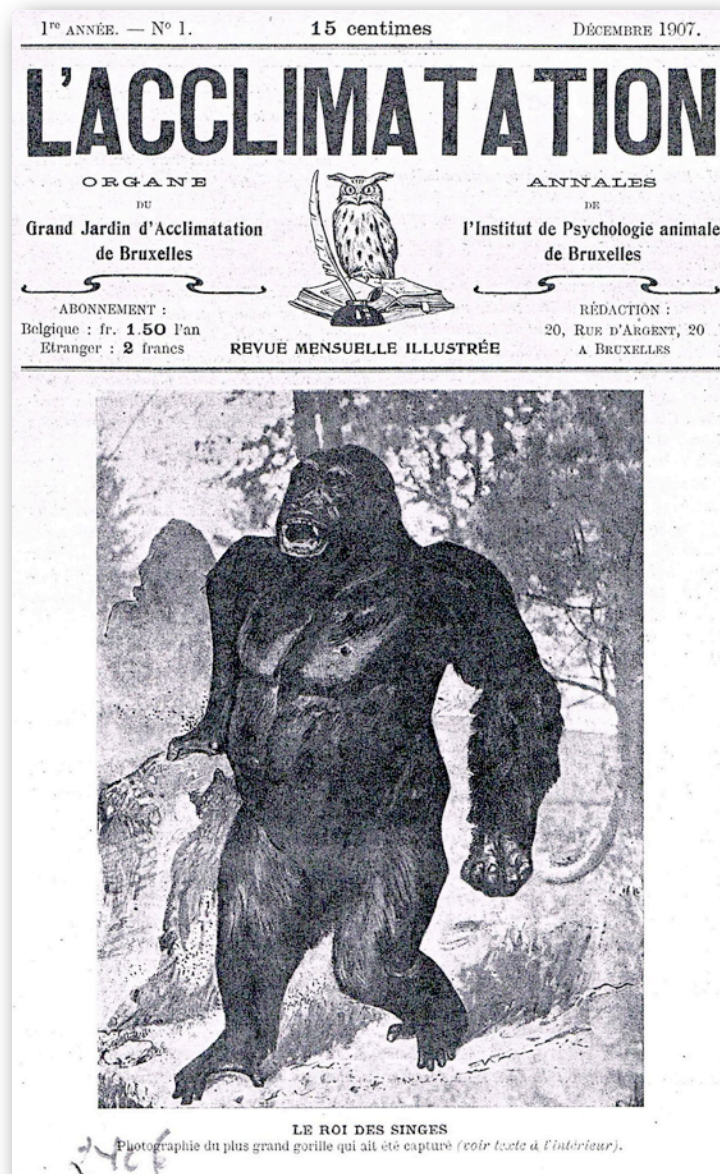 1re ANNÉE. — No 1.
15 centimes
DÉCEMBRE 1907.
L'ACCLIMATATION
ORGANE
DU
Grand Jardin d'Acclimatation
de Bruxelles
ANNALES
DE
l'Institut de Psychologie animale
de Bruxelles
ABONNEMENT :
Belgique : fr. 1.50 l'an
Etranger : 2 francs
REVUE MENSUELLE ILLUSTRÉE
RÉDACTION :
20, RUE D'ARGENT, 20
A BRUXELLES
LE ROI DES SINGES
Photographie du plus grand gorille qui ait été capturé (voir texte à l'intérieur).